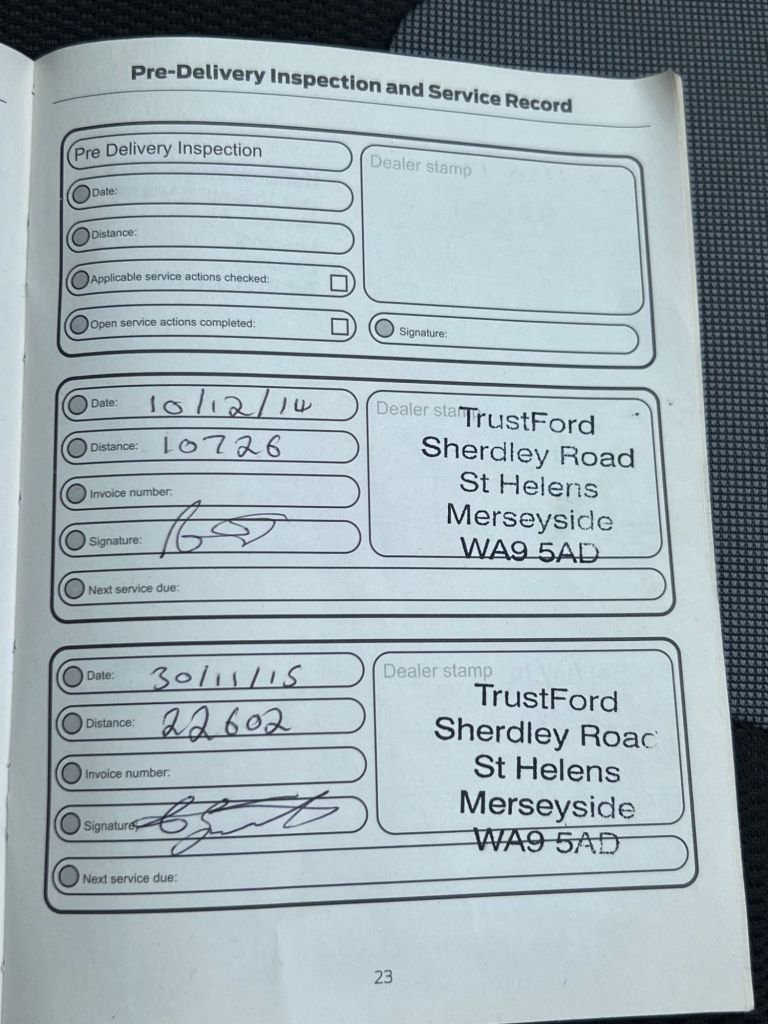 Pre-Delivery Inspection and Service Record
Pre Delivery Inspection
Dealer stamp
Date:
Distance:
Applicable service actions checked:
Open service actions completed:
Signature:
Date: 10/12/14
Distance: 10726
Invoice number:
Signature:
Next service due:
Dealer stamp
TrustFord
Sherdley Road
St Helens
Merseyside
WA9 5AD
Date: 30/11/15
Distance: 22602
Invoice number:
Signature:
Next service due:
Dealer stamp
TrustFord
Sherdley Road
St Helens
Merseyside
WA9 5AD
23